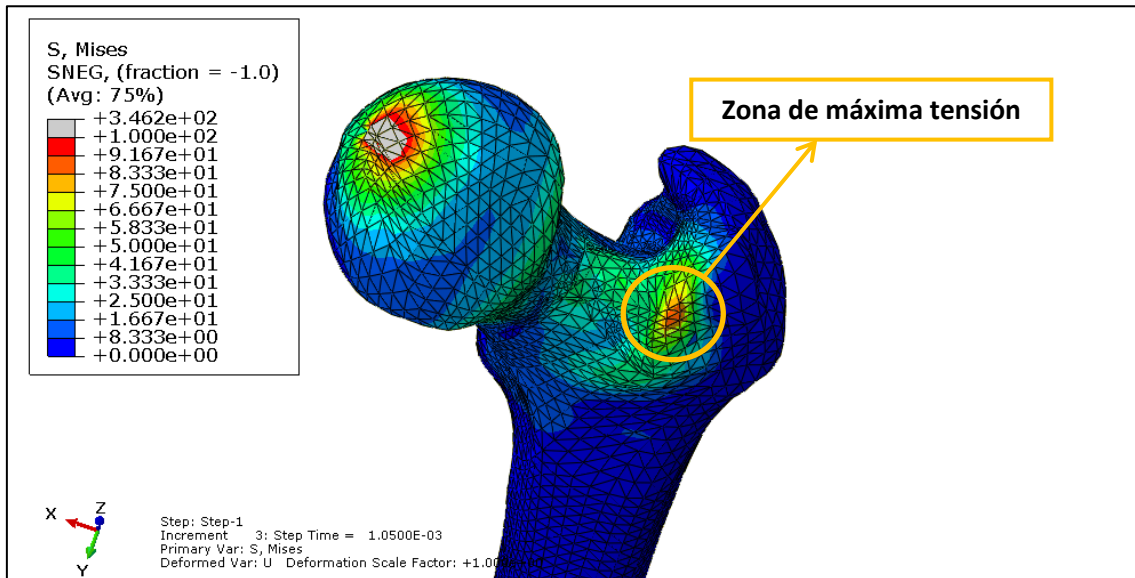 S, Mises
SNEG, (fraction = -1.0)
(Avg: 75%)
+3.462e+02
+1.000e+02
+9.167e+01
+8.333e+01
+7.500e+01
+6.667e+01
+5.833e+01
+5.000e+01
+4.167e+01
+3.333e+01
+2.500e+01
+1.667e+01
+8.333e+00
+0.000e+00
Zona de máxima tensión
X
Z
Y
Step: Step-1
Increment 3: Step Time = 1.0500E-03
Primary Var: S, Mises
Deformed Var: U Deformation Scale Factor: